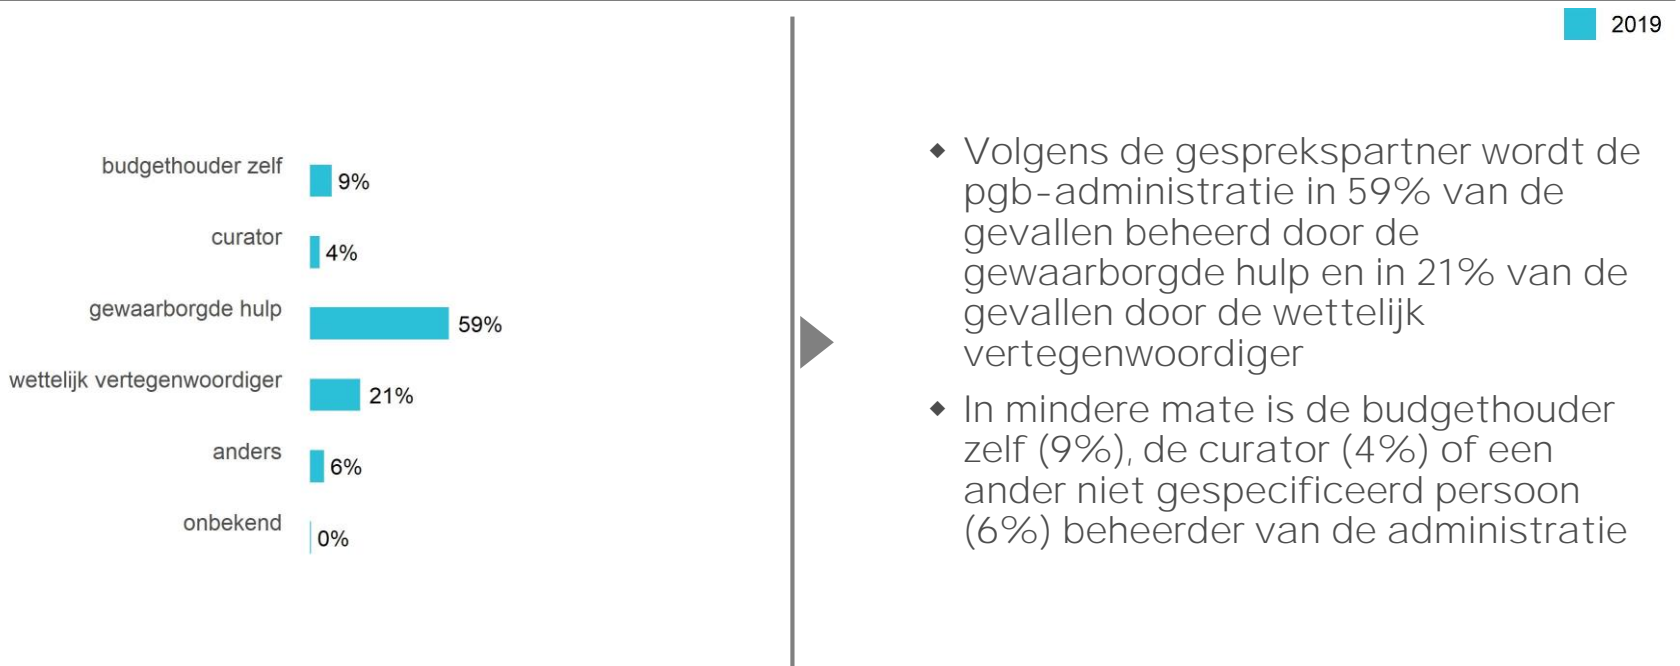 2019
budgethouder zelf
9%
curator
4%
gewaarborgde hulp
59%
wettelijk vertegenwoordiger
21%
anders
6%
onbekend
0%
Volgens de gesprekspartner wordt de
pgb-administratie in 59% van de
gevallen beheerd door de
gewaarborgde hulp en in 21% van de
gevallen door de wettelijk
vertegenwoordiger
In mindere mate is de budgethouder
zelf (9%), de curator (4%) of een
ander niet gespecificeerd persoon
(6%) beheerder van de administratie